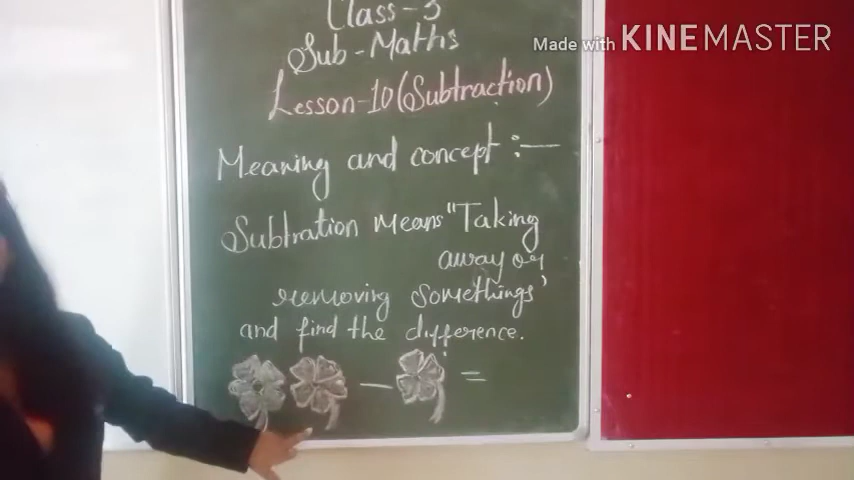 Class-3
Made with KINEMASTER
Sub-Maths
Lesson-10 (Subtraction)
Meaning and concept :—
Subtration means "Taking
away or
removing somethings'
and find the difference.
— =